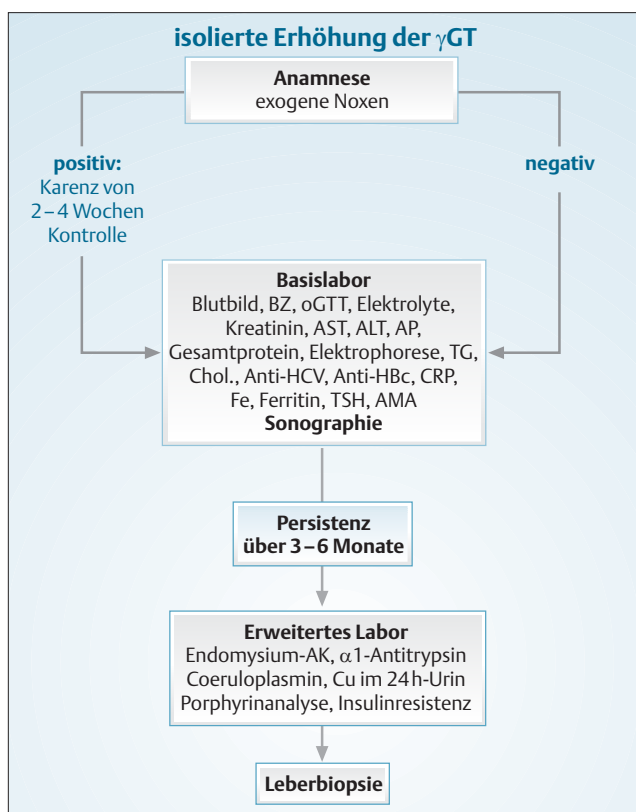 isolierte Erhöhung der γGT
Anamnese
exogene Noxen
positiv:
Karenz von
2–4 Wochen
Kontrolle
negativ
Basislabor
Blutbild, BZ, oGTT, Elektrolyte,
Kreatinin, AST, ALT, AP,
Gesamtprotein, Elektrophorese, TG,
Chol., Anti-HCV, Anti-HBc, CRP,
Fe, Ferritin, TSH, AMA
Sonographie
Persistenz
über 3–6 Monate
Erweitertes Labor
Endomysium-AK, α1-Antitrypsin
Coeruloplasmin, Cu im 24h-Urin
Porphyrinanalyse, Insulinresistenz
Leberbiopsie